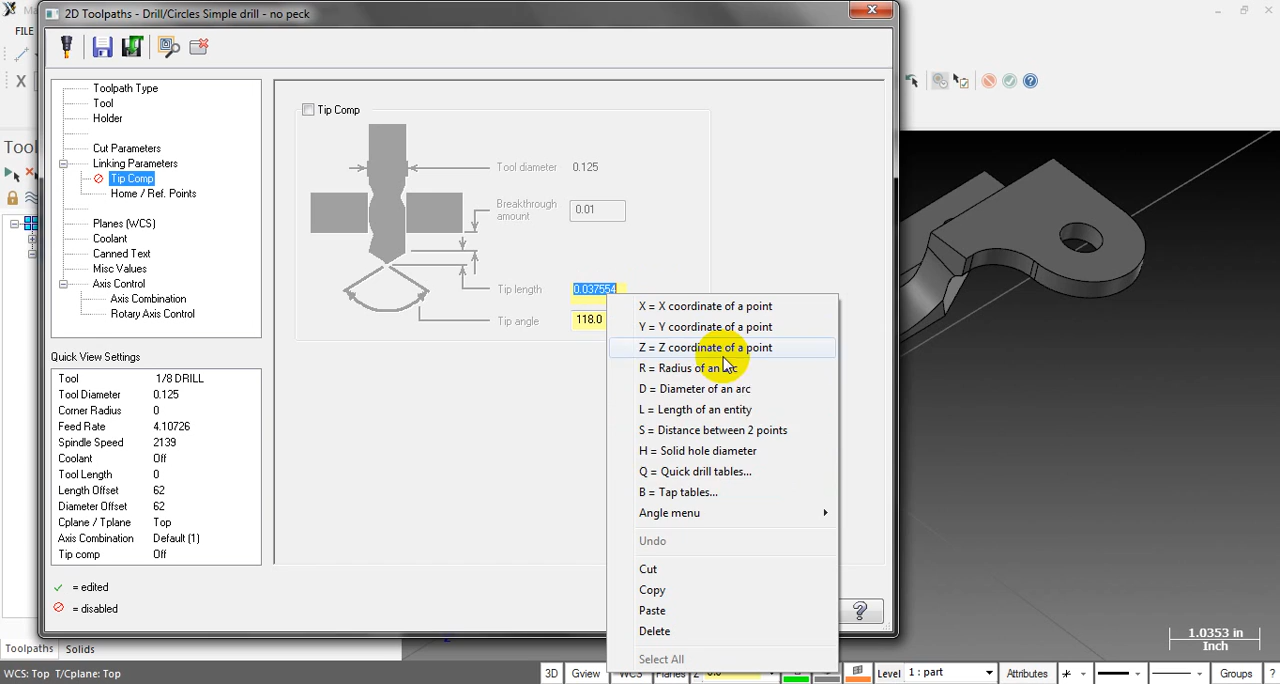 2D Toolpaths - Drill/Circles Simple drill - no peck
FILE
X
Toolpath Type
Tool
Holder
Cut Parameters
Linking Parameters
Tip Comp
Home / Ref. Points
Planes (WCS)
Coolant
Canned Text
Misc Values
Axis Control
Axis Combination
Rotary Axis Control
Tip Comp
Tool diameter 0.125
Breakthrough amount 0.01
Tip length 0.037554
Tip angle 118.0
X = X coordinate of a point
Y = Y coordinate of a point
Z = Z coordinate of a point
R = Radius of an arc
D = Diameter of an arc
L = Length of an entity
S = Distance between 2 points
H = Solid hole diameter
Q = Quick drill tables...
B = Tap tables...
Angle menu
Undo
Cut
Copy
Paste
Delete
Select All
Quick View Settings
Tool 1/8 DRILL
Tool Diameter 0.125
Corner Radius 0
Feed Rate 4.10726
Spindle Speed 2139
Coolant Off
Tool Length 0
Length Offset 62
Diameter Offset 62
Cplane / Tplane Top
Axis Combination Default (1)
Tip comp Off
= edited
= disabled
Toolpaths Solids
1.0353 in
Inch
WCS: Top T/Cplane: Top
3D Gview Level 1 : part Attributes Groups ?